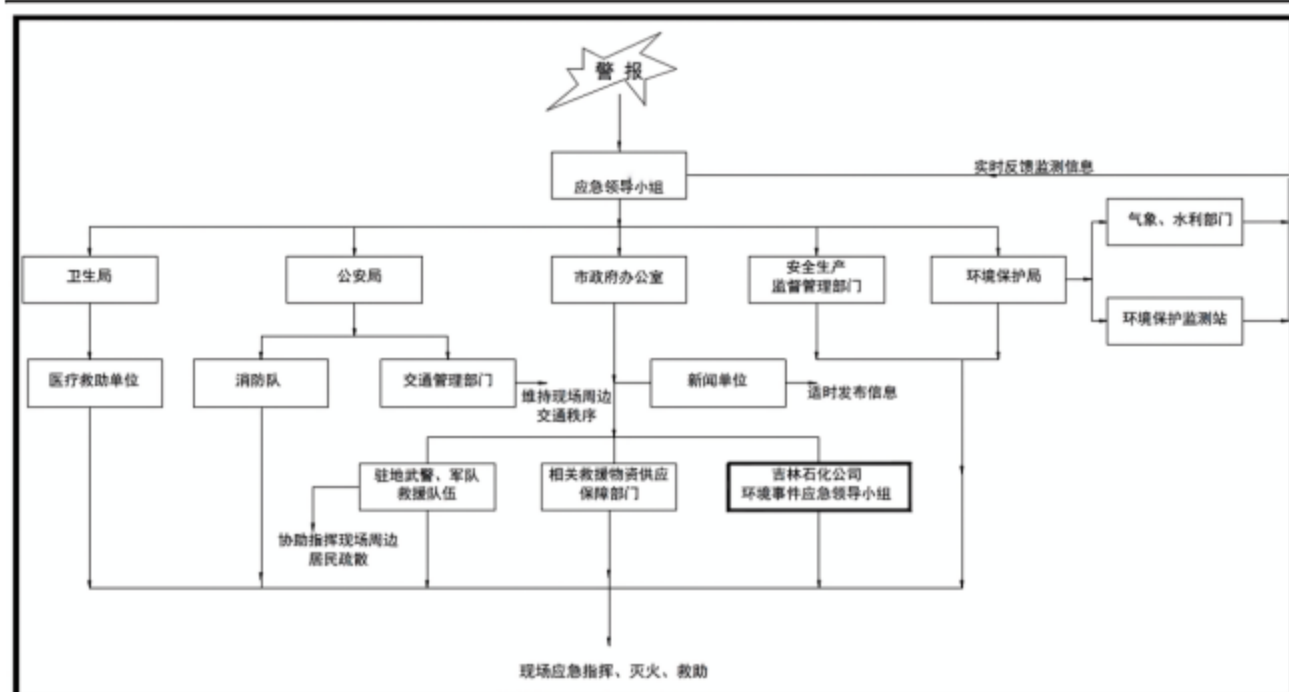 警 报
应急领导小组
实时反馈监测信息
气象、水利部门
卫生局
公安局
市政府办公室
安全生产
监督管理部门
环境保护局
环境保护监测站
医疗救助单位
消防队
交通管理部门
维持现场周边
交通秩序
新闻单位
适时发布信息
驻地武警、军队
救援队伍
相关救援物资供应
保障部门
吉林石化公司
环境事件应急领导小组
协助指挥现场周边
居民疏散
现场应急指挥、灭火、救助